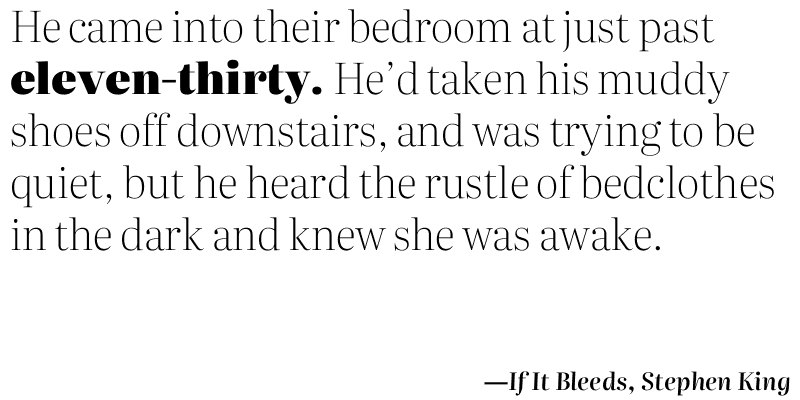 He came into their bedroom at just past
eleven-thirty. He’d taken his muddy
shoes off downstairs, and was trying to be
quiet, but he heard the rustle of bedclothes
in the dark and knew she was awake.
—If It Bleeds, Stephen King